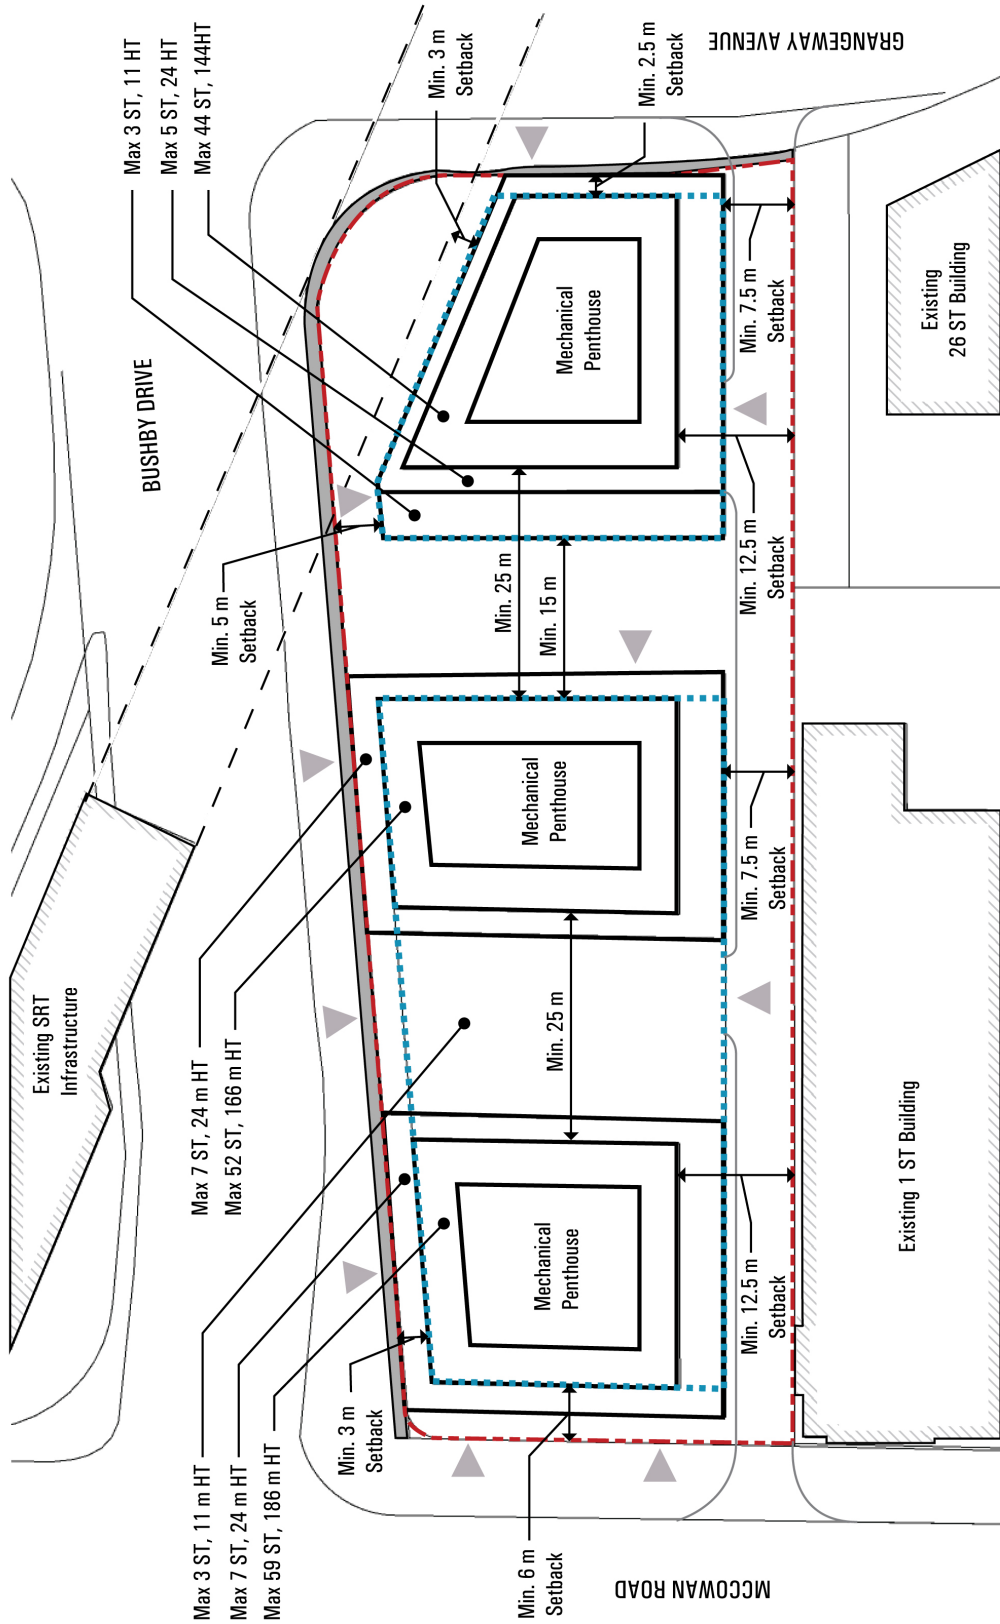 Max 3 ST, 11 m HT
Max 7 ST, 24 m HT
Max 59 ST, 186 m HT
Max 7 ST, 24 m HT
Max 52 ST, 166 m HT
Max 3 ST, 11 HT
Max 5 ST, 24 HT
Max 44 ST, 144HT
Existing SRT
Infrastructure
BUSHBY DRIVE
Min. 3 m
Setback
Min. 5 m
Setback
Min. 3 m
Setback
Min. 2.5 m
Setback
Min. 6 m
Setback
Mechanical
Penthouse
Min. 25 m
Mechanical
Penthouse
Min. 25 m
Min. 15 m
Mechanical
Penthouse
Min. 12.5 m
Setback
Min. 7.5 m
Setback
Min. 12.5 m
Setback
Min. 7.5 m
Setback
MCCOWAN ROAD
GRANGEWAY AVENUE
Existing 1 ST Building
Existing
26 ST Building